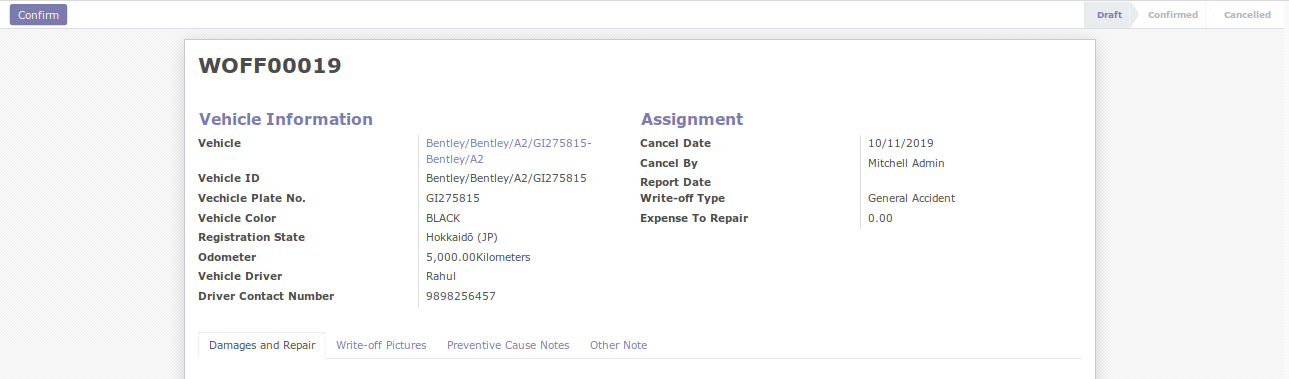 Confirm
Draft Confirmed Cancelled
WOFF00019
Vehicle Information
Vehicle Bentley/Bentley/A2/GI275815-
Bentley/A2
Vehicle ID Bentley/Bentley/A2/GI275815
Vechicle Plate No. GI275815
Vehicle Color BLACK
Registration State Hokkaidō (JP)
Odometer 5,000.00Kilometers
Vehicle Driver Rahul
Driver Contact Number 9898256457
Assignment
Cancel Date 10/11/2019
Cancel By Mitchell Admin
Report Date
Write-off Type General Accident
Expense To Repair 0.00
Damages and Repair Write-off Pictures Preventive Cause Notes Other Note